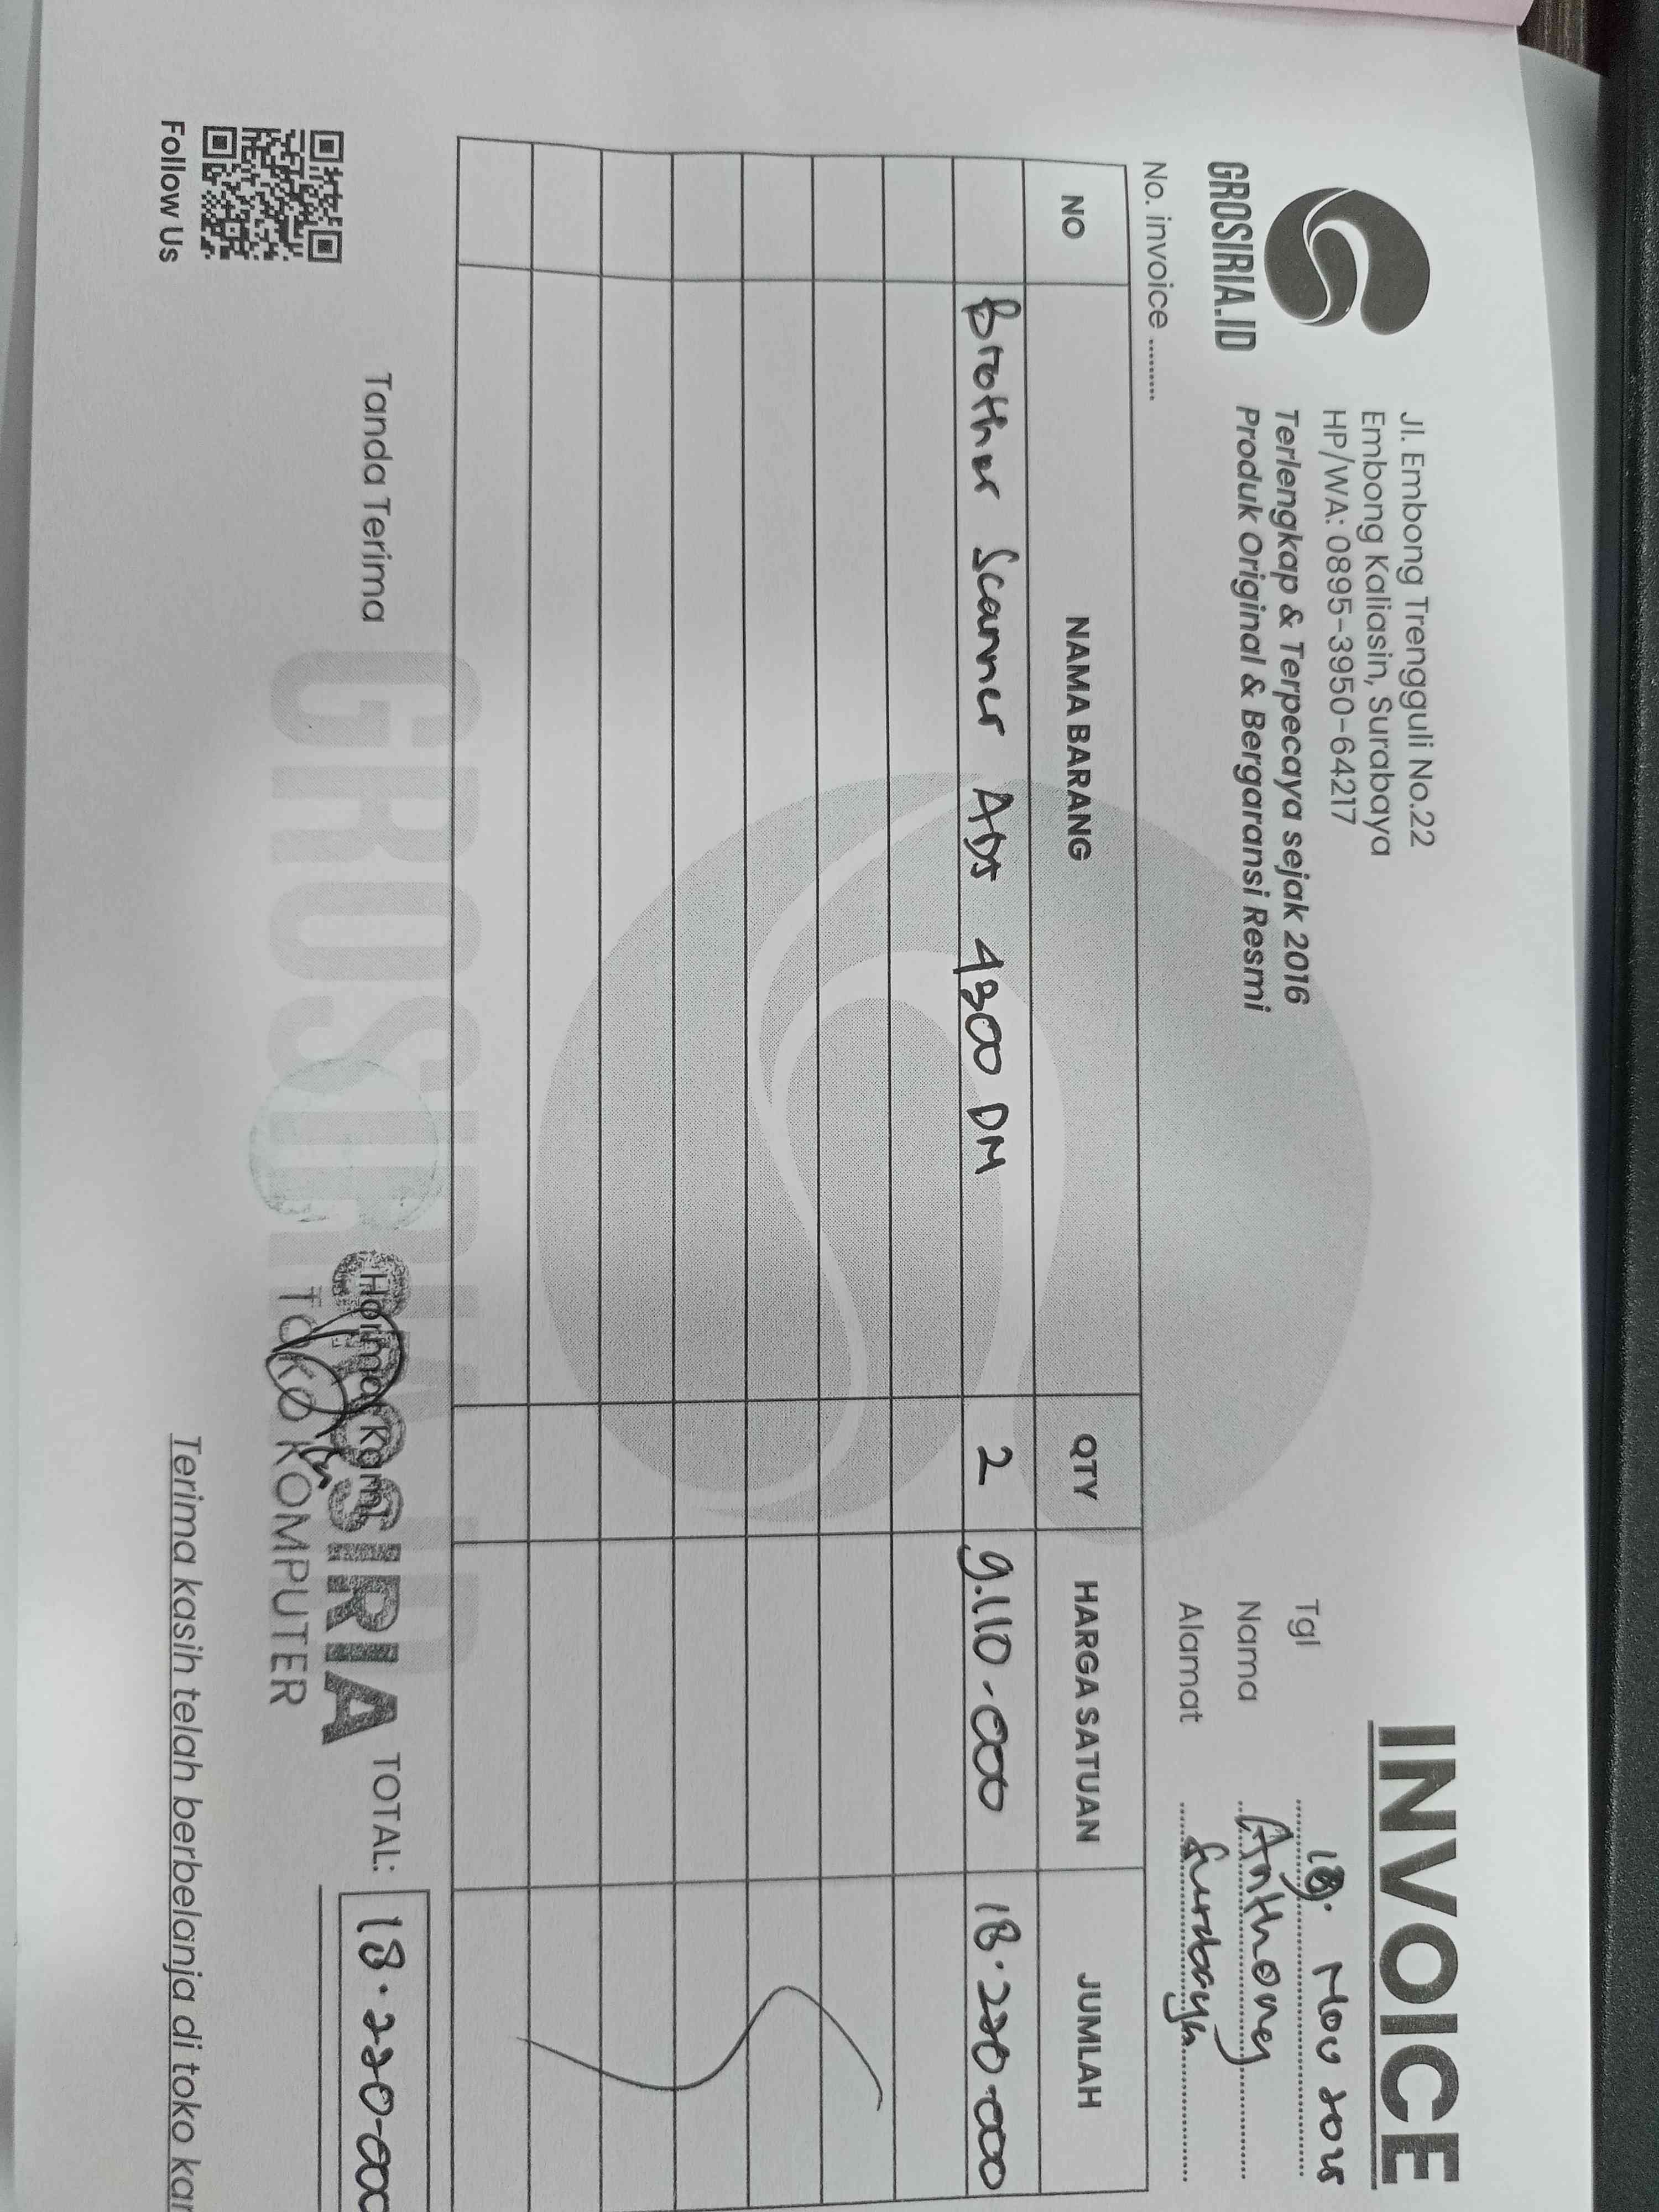 INVOICE
GROSIRIA.ID
Jl. Embong Trengguli No.22
Embong Kaliasin, Surabaya
HP/WA: 0895-3950-64217
Terlengkap & Terpecaya sejak 2016
Produk Original & Bergaransi Resmi
Tgl Nov 2025
Nama Anthony
Alamat Surabaya
No. invoice .........
NO NAMA BARANG QTY HARGA SATUAN JUMLAH
Brother Scanner ADS 4300 DN 2 9.110.000 18.220.000
Tanda Terima
Hormat Kami
TOTAL: 18.220.000
GROSIRIA
TOKO KOMPUTER
GROSIRIA.ID
Follow Us
Terima kasih telah berbelanja di toko kam